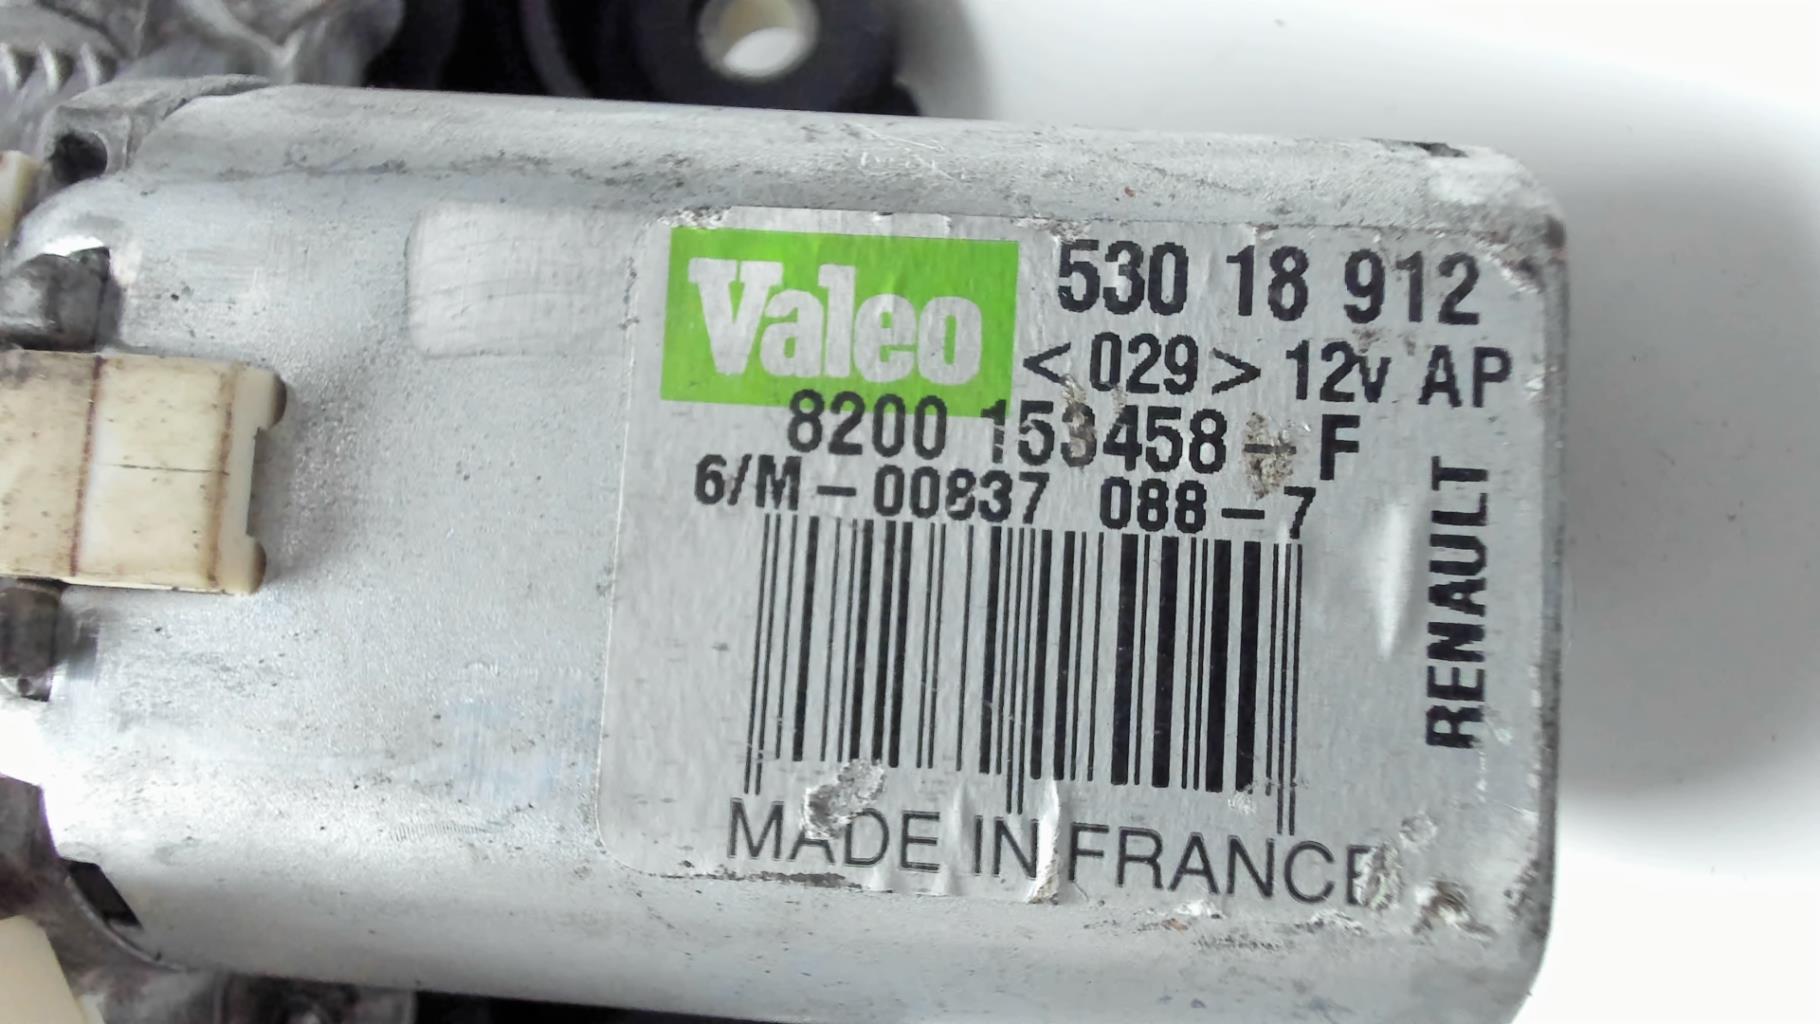 Valeo
530 18 912
<029> 12v AP
8200 153458-F
6/M-00837 088-7
RENAULT
MADE IN FRANCE